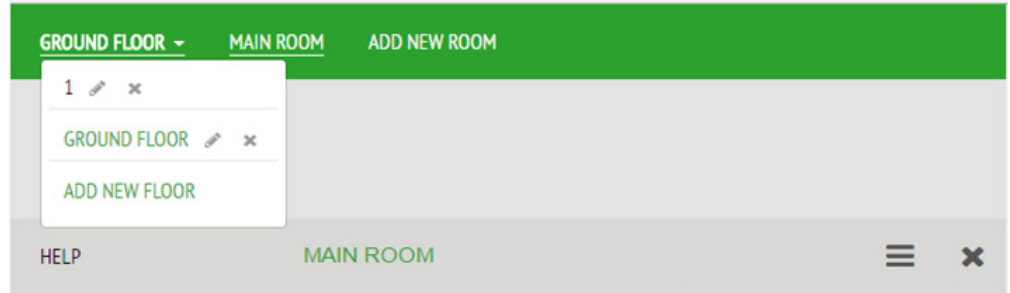 GROUND FLOOR MAIN ROOM ADD NEW ROOM
1
GROUND FLOOR
ADD NEW FLOOR
HELP MAIN ROOM